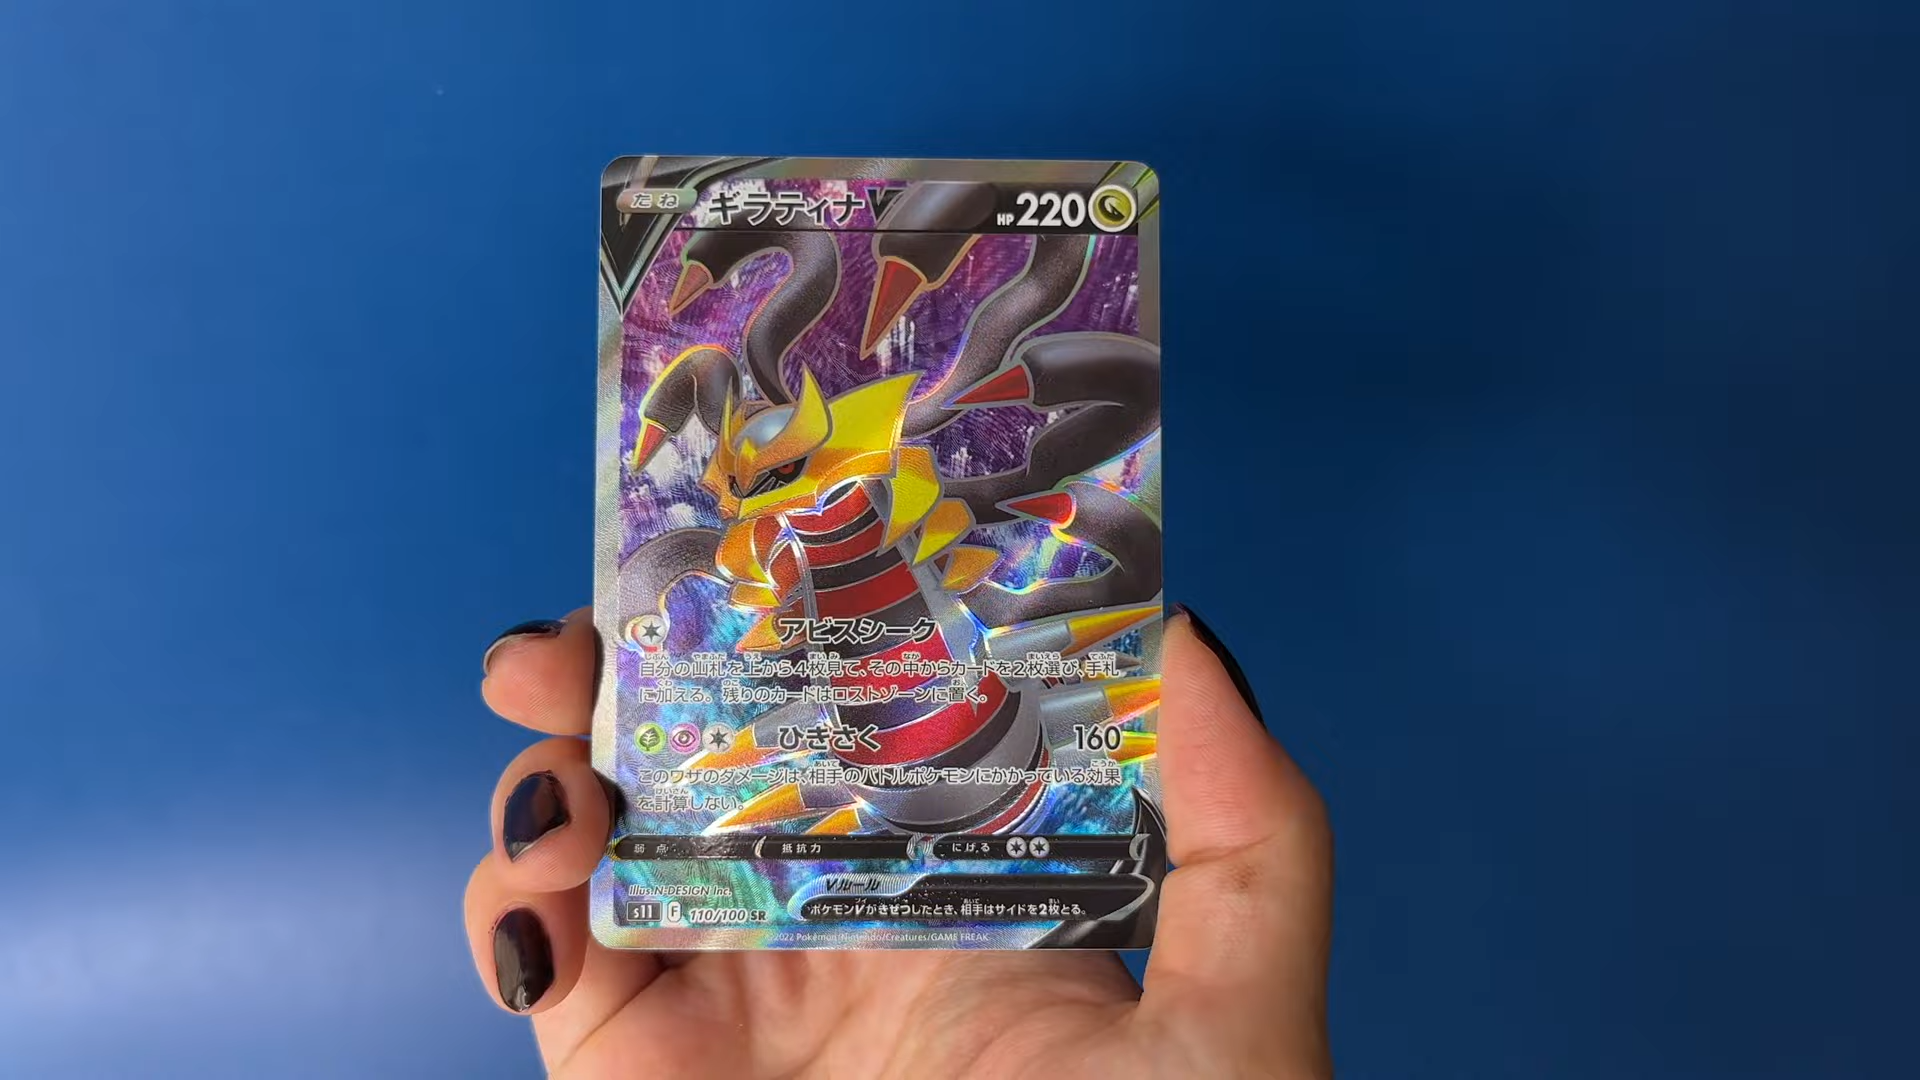 たね ギラティナV HP220
アビスシーク
自分の山札を上から4枚見て、その中からカードを2枚選び、手札
に加える。残りのカードはロストゾーンに置く。
ひきさく 160
このワザのダメージは、相手のバトルポケモンにかかっている効果
を計算しない。
弱点 抵抗力 にげる
Illus.N-DESIGN Inc.
Vルール
s11 F 110/100 SR
ポケモンVがきぜつしたとき、相手はサイドを2枚とる。
©2022 Pokémon/Nintendo/Creatures/GAME FREAK